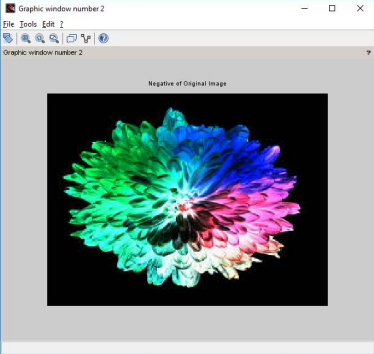 Graphic window number 2
File Tools Edit ?
Graphic window number 2 ?
Negative of Original Image